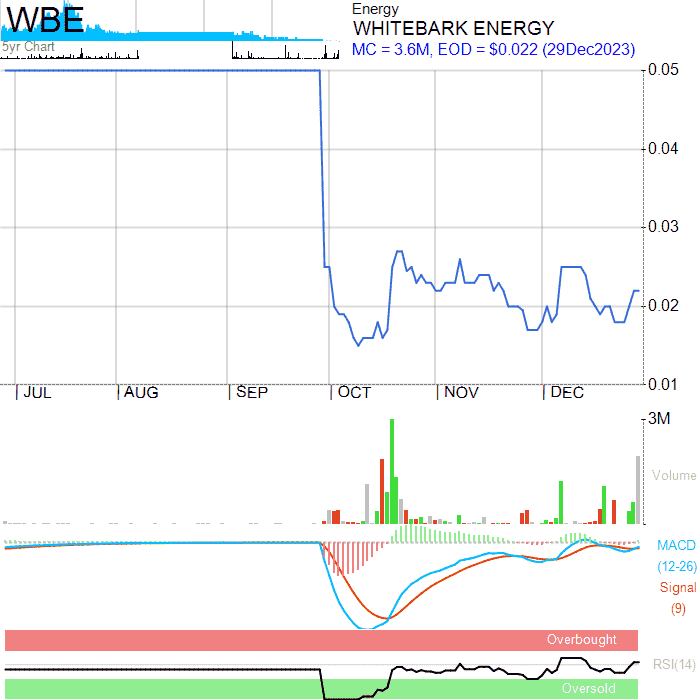 WBE
5yr Chart
Energy
WHITEBARK ENERGY
MC = 3.6M, EOD = $0.022 (29Dec2023)
0.05
0.04
0.03
0.02
0.01
JUL AUG SEP OCT NOV DEC
3M
Volume
MACD
(12-26)
Signal
(9)
Overbought
RSI(14)
Oversold